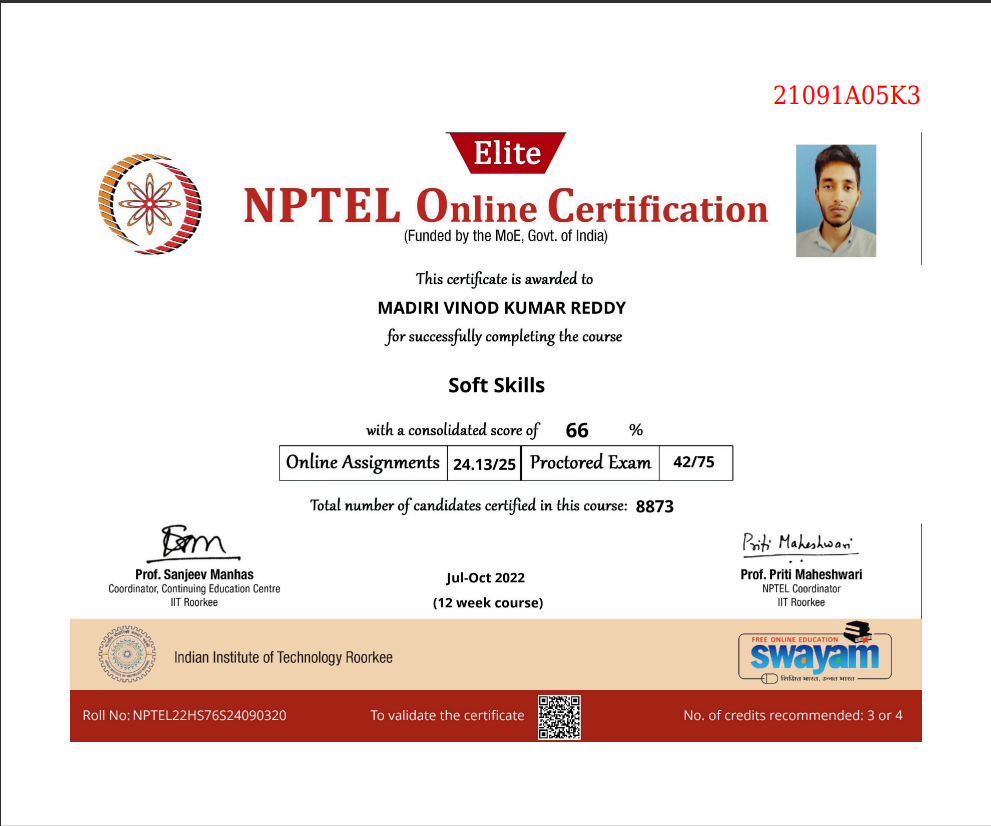 21091A05K3
Elite
NPTEL Online Certification
(Funded by the MoE, Govt. of India)
This certificate is awarded to
MADIRI VINOD KUMAR REDDY
for successfully completing the course
Soft Skills
with a consolidated score of 66 %
Online Assignments 24.13/25 Proctored Exam 42/75
Total number of candidates certified in this course: 8873
Priti Maheshwari
Prof. Sanjeev Manhas
Coordinator, Continuing Education Centre
IIT Roorkee
Jul-Oct 2022
(12 week course)
Prof. Priti Maheshwari
NPTEL Coordinator
IIT Roorkee
Indian Institute of Technology Roorkee
FREE ONLINE EDUCATION
swayam
शिक्षित भारत, उन्नत भारत
Roll No: NPTEL22HS76S24090320
To validate the certificate
No. of credits recommended: 3 or 4